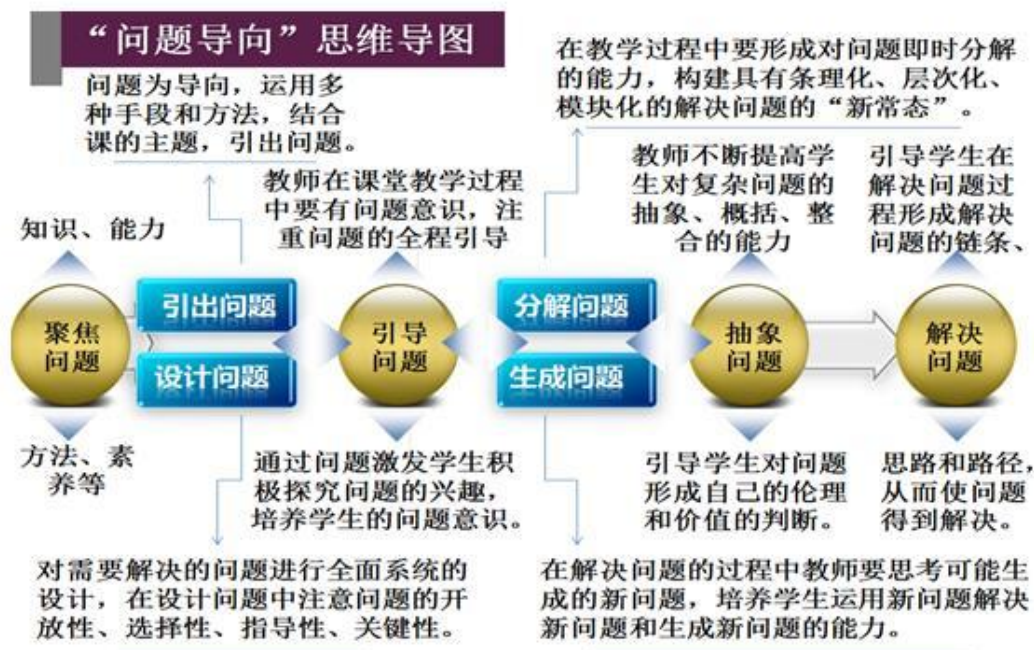 “问题导向”思维导图
问题为导向，运用多
种手段和方法，结合
课的主题，引出问题。
在教学过程中要形成对问题即时分解
的能力，构建具有条理化、层次化、
模块化的解决问题的“新常态”。
知识、能力
教师在课堂教学过程
中要有问题意识，注
重问题的全程引导
教师不断提高学
生对复杂问题的
抽象、概括、整
合的能力
引导学生在
解决问题过
程形成解决
问题的链条、
聚焦
问题
引出问题
设计问题
引导
问题
分解问题
生成问题
抽象
问题
解决
问题
方法、素
养等
通过问题激发学生积
极探究问题的兴趣，
培养学生的问题意识。
引导学生对问题
形成自己的伦理
和价值的判断。
思路和路径，
从而使问题
得到解决。
对需要解决的问题进行全面系统的
设计，在设计问题中注意问题的开
放性、选择性、指导性、关键性。
在解决问题的过程中教师要思考可能生
成的新问题，培养学生运用新问题解决
新问题和生成新问题的能力。